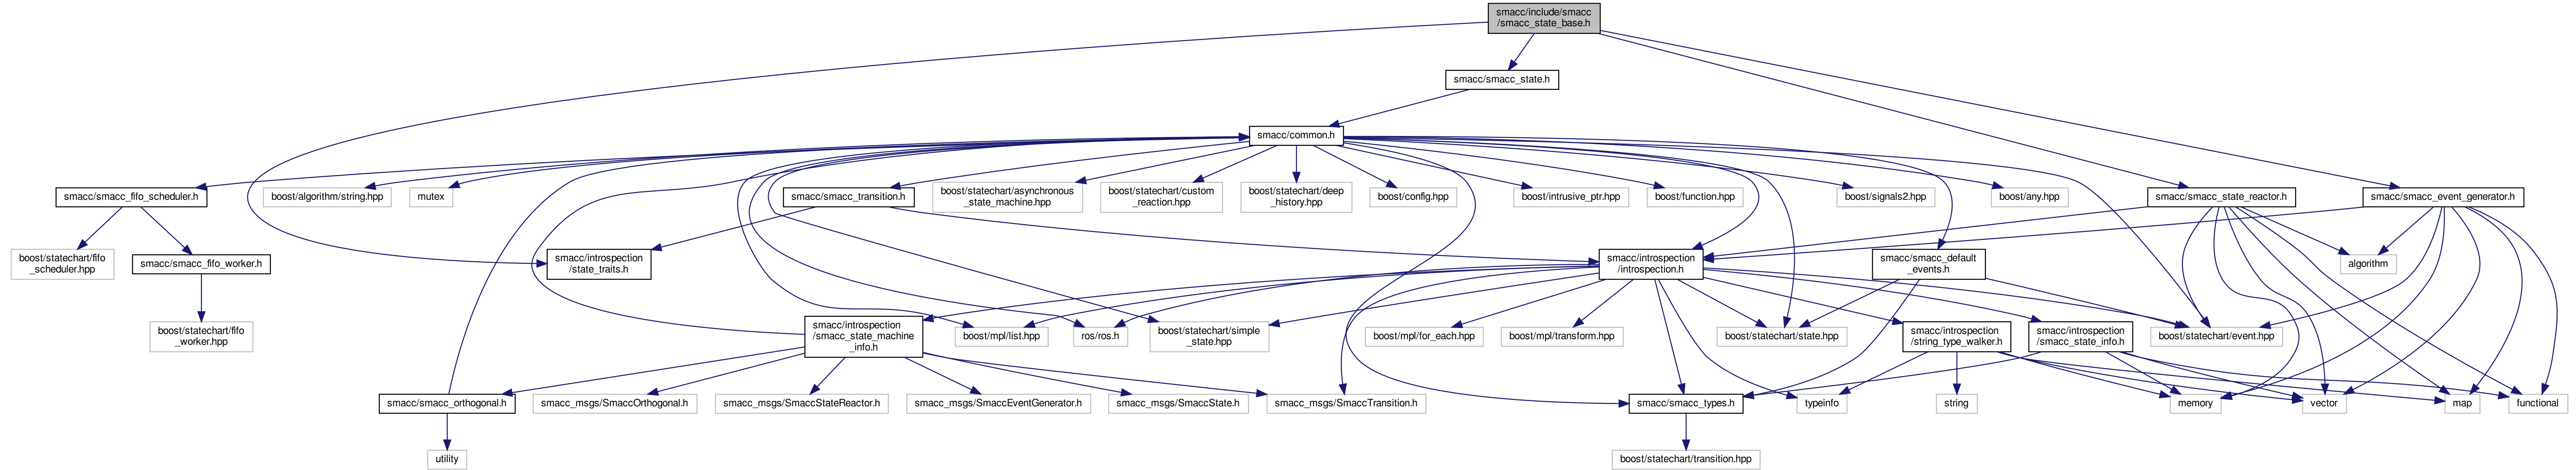 smacc/include/smacc
/smacc_state_base.h
smacc/smacc_state.h
smacc/common.h
smacc/smacc_fifo_scheduler.h
boost/algorithm/string.hpp
mutex
smacc/smacc_transition.h
boost/statechart/asynchronous
_state_machine.hpp
boost/statechart/custom
_reaction.hpp
boost/statechart/deep
_history.hpp
boost/config.hpp
boost/intrusive_ptr.hpp
boost/function.hpp
boost/signals2.hpp
boost/any.hpp
smacc/smacc_state_reactor.h
smacc/smacc_event_generator.h
boost/statechart/fifo
_scheduler.hpp
smacc/smacc_fifo_worker.h
smacc/introspection
/state_traits.h
smacc/introspection
/introspection.h
smacc/smacc_default
_events.h
algorithm
boost/statechart/fifo
_worker.hpp
smacc/introspection
/smacc_state_machine
_info.h
boost/mpl/list.hpp
ros/ros.h
boost/statechart/simple
_state.hpp
boost/mpl/for_each.hpp
boost/mpl/transform.hpp
boost/statechart/state.hpp
smacc/introspection
/string_type_walker.h
smacc/introspection
/smacc_state_info.h
boost/statechart/event.hpp
smacc/smacc_orthogonal.h
smacc_msgs/SmaccOrthogonal.h
smacc_msgs/SmaccStateReactor.h
smacc_msgs/SmaccEventGenerator.h
smacc_msgs/SmaccState.h
smacc_msgs/SmaccTransition.h
smacc/smacc_types.h
typeinfo
string
memory
vector
map
functional
utility
boost/statechart/transition.hpp